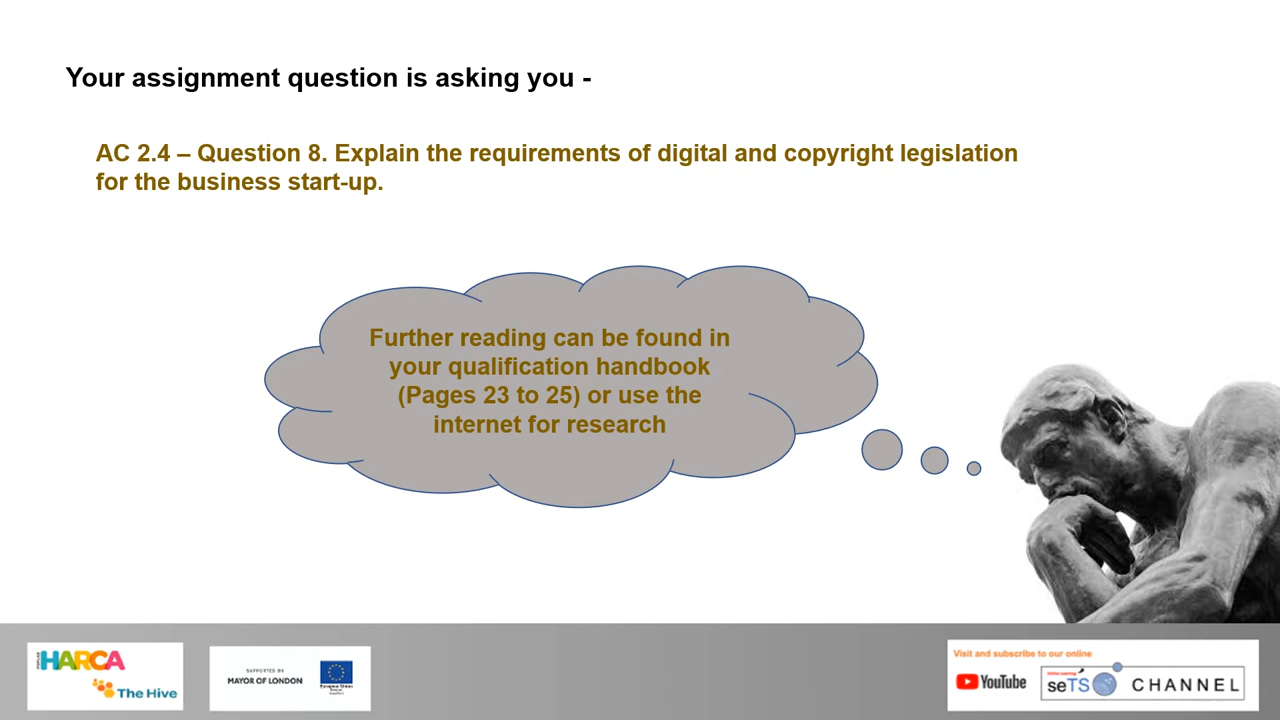 Your assignment question is asking you -
AC 2.4 – Question 8. Explain the requirements of digital and copyright legislation
for the business start-up.
Further reading can be found in
your qualification handbook
(Pages 23 to 25) or use the
internet for research
HARCA
The Hive
SUPPORTED BY
MAYOR OF LONDON
Visit and subscribe to our online
YouTube
seTS CHANNEL